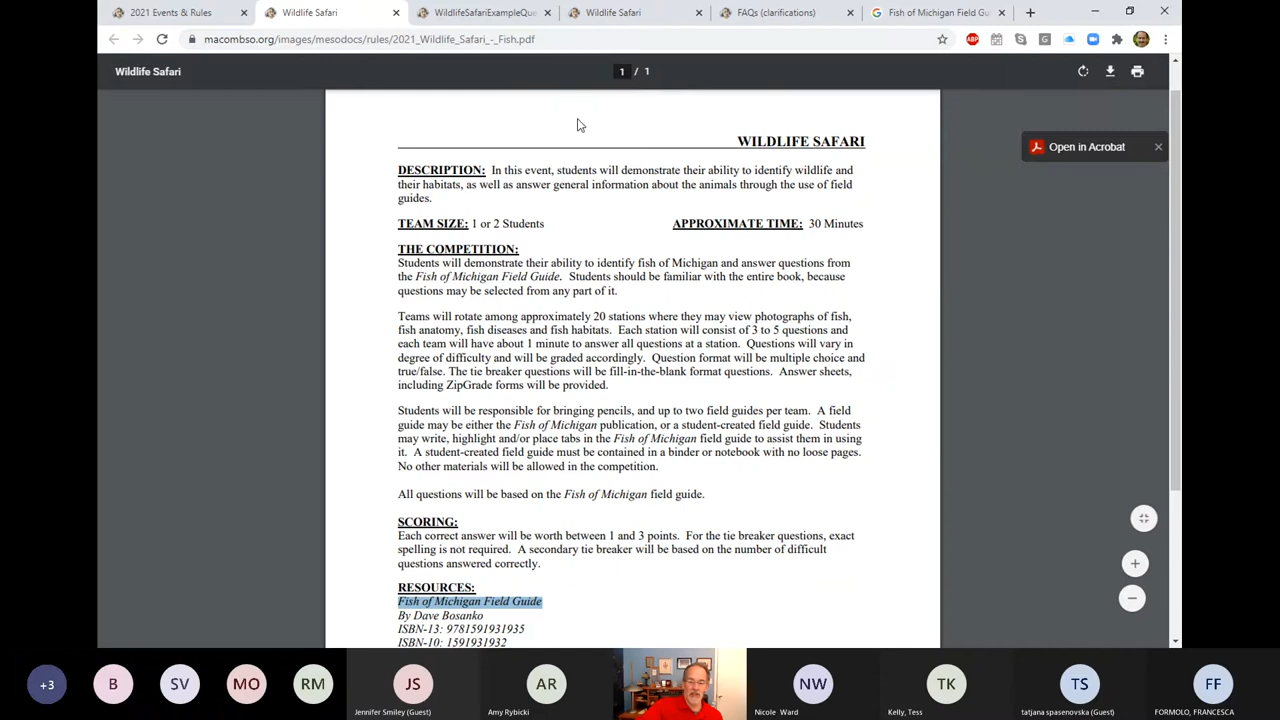 2021 Events & Rules
Wildlife Safari
WildlifeSafariExampleQue
Wildlife Safari
FAQs (clarifications)
Fish of Michigan Field Gu
macombso.org/images/mesodocs/rules/2021_Wildlife_Safari_-_Fish.pdf
ABP
Wildlife Safari
1 / 1
Open in Acrobat
WILDLIFE SAFARI
DESCRIPTION: In this event, students will demonstrate their ability to identify wildlife and
their habitats, as well as answer general information about the animals through the use of field
guides.
TEAM SIZE: 1 or 2 Students APPROXIMATE TIME: 30 Minutes
THE COMPETITION:
Students will demonstrate their ability to identify fish of Michigan and answer questions from
the Fish of Michigan Field Guide. Students should be familiar with the entire book, because
questions may be selected from any part of it.
Teams will rotate among approximately 20 stations where they may view photographs of fish,
fish anatomy, fish diseases and fish habitats. Each station will consist of 3 to 5 questions and
each team will have about 1 minute to answer all questions at a station. Questions will vary in
degree of difficulty and will be graded accordingly. Question format will be multiple choice and
true/false. The tie breaker questions will be fill-in-the-blank format questions. Answer sheets,
including ZipGrade forms will be provided.
Students will be responsible for bringing pencils, and up to two field guides per team. A field
guide may be either the Fish of Michigan publication, or a student-created field guide. Students
may write, highlight and/or place tabs in the Fish of Michigan field guide to assist them in using
it. A student-created field guide must be contained in a binder or notebook with no loose pages.
No other materials will be allowed in the competition.
All questions will be based on the Fish of Michigan field guide.
SCORING:
Each correct answer will be worth between 1 and 3 points. For the tie breaker questions, exact
spelling is not required. A secondary tie breaker will be based on the number of difficult
questions answered correctly.
RESOURCES:
Fish of Michigan Field Guide
By Dave Bosanko
ISBN-13: 9781591931935
ISBN-10: 1591931932
+3
B
SV
MO
RM
JS
AR
NW
TK
TS
FF
Jennifer Smiley (Guest)
Amy Rybicki
Nicole Ward
Kelly, Tess
tatjana spasenovska (Guest)
FORMOLO, FRANCESCA